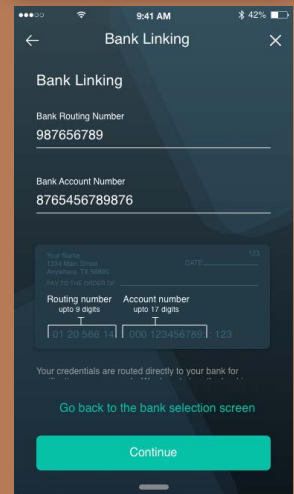 9:41 AM
42%
Bank Linking
Bank Linking
Bank Routing Number
987656789
Bank Account Number
8765456789876
Your Name 123
1234 Main Street DATE
Anywhere, TX 56800
PAY TO THE ORDER OF
Routing number Account number
upto 9 digits upto 17 digits
01 20 566 14 000 123456789 123
Your credentials are routed directly to your bank for
Go back to the bank selection screen
Continue